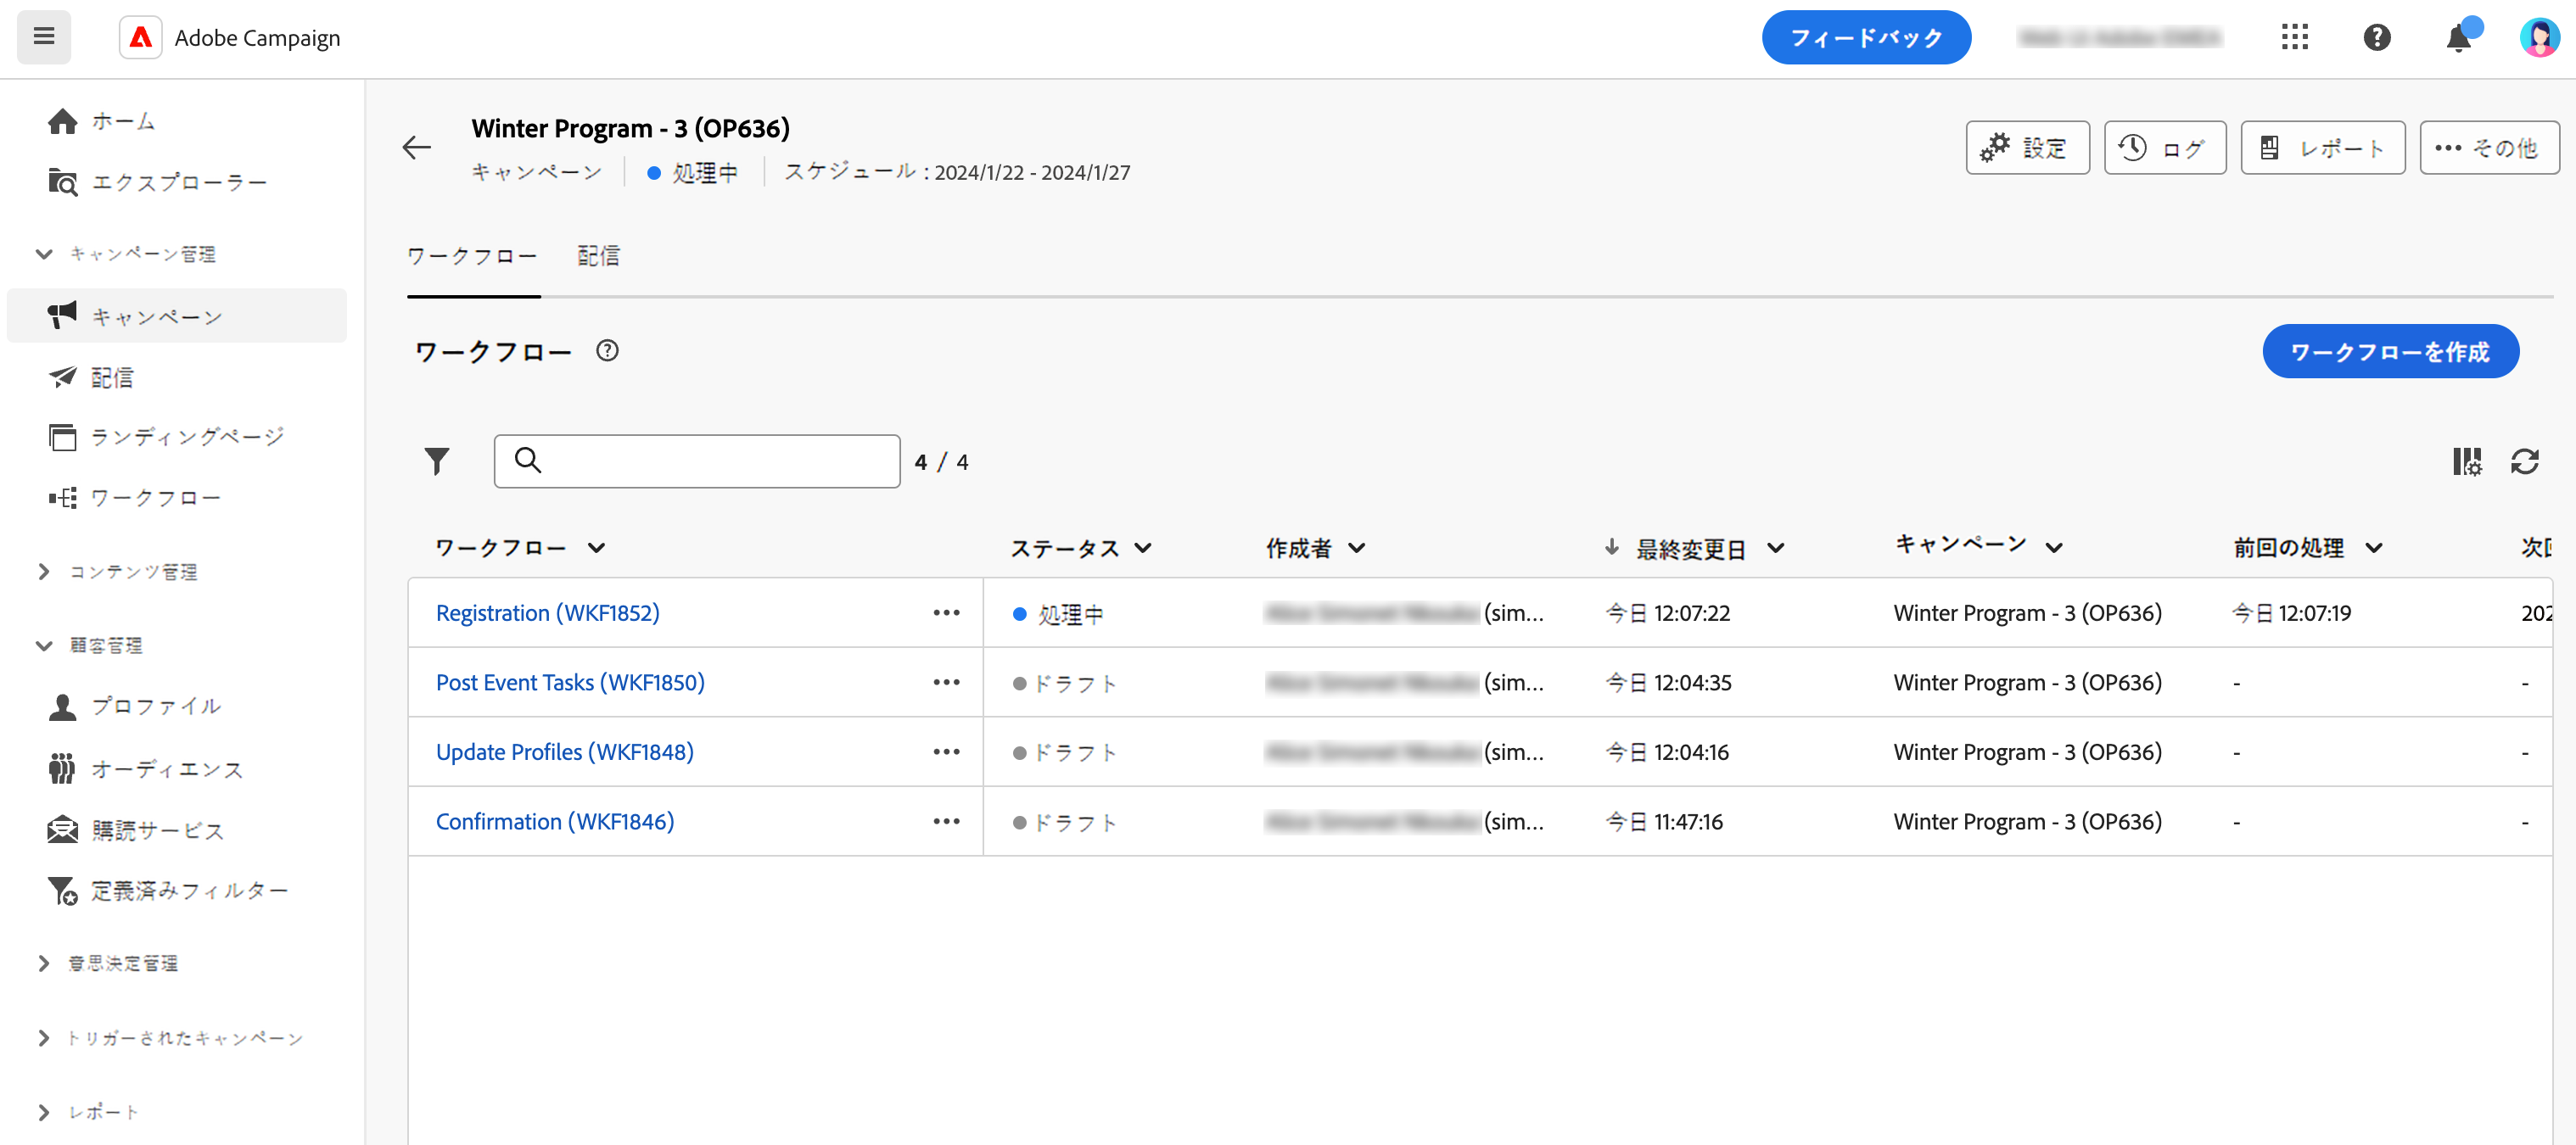 Adobe Campaign
フィードバック
ホーム
エクスプローラー
キャンペーン管理
キャンペーン
配信
ランディングページ
ワークフロー
コンテンツ管理
顧客管理
プロファイル
オーディエンス
購読サービス
定義済みフィルター
意思決定管理
トリガーされたキャンペーン
レポート
Winter Program - 3 (OP636)
キャンペーン 処理中 スケジュール : 2024/1/22 - 2024/1/27
設定 ログ レポート その他
ワークフロー 配信
ワークフロー
ワークフローを作成
4 / 4
ワークフロー ステータス 作成者 最終変更日 キャンペーン 前回の処理
Registration (WKF1852) 処理中 (sim... 今日 12:07:22 Winter Program - 3 (OP636) 今日 12:07:19 202
Post Event Tasks (WKF1850) ドラフト (sim... 今日 12:04:35 Winter Program - 3 (OP636) - -
Update Profiles (WKF1848) ドラフト (sim... 今日 12:04:16 Winter Program - 3 (OP636) - -
Confirmation (WKF1846) ドラフト (sim... 今日 11:47:16 Winter Program - 3 (OP636) - -